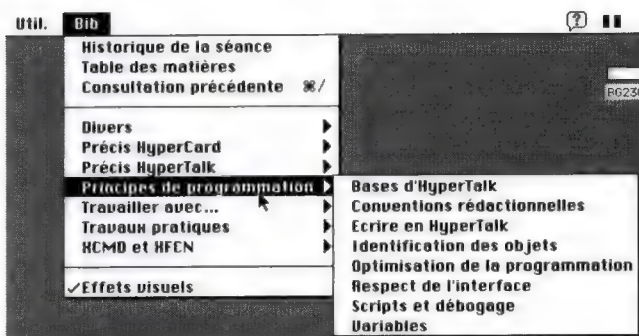 Util. Bib
Historique de la séance
Table des matières
Consultation précédente ⌘/
Divers
Précis HyperCard
Précis HyperTalk
Principes de programmation
Travailler avec...
Travaux pratiques
XCMD et XFCN
✓Effets visuels
Bases d'HyperTalk
Conventions rédactionnelles
Ecrire en HyperTalk
Identification des objets
Optimisation de la programmation
Respect de l'interface
Scripts et débogage
Variables